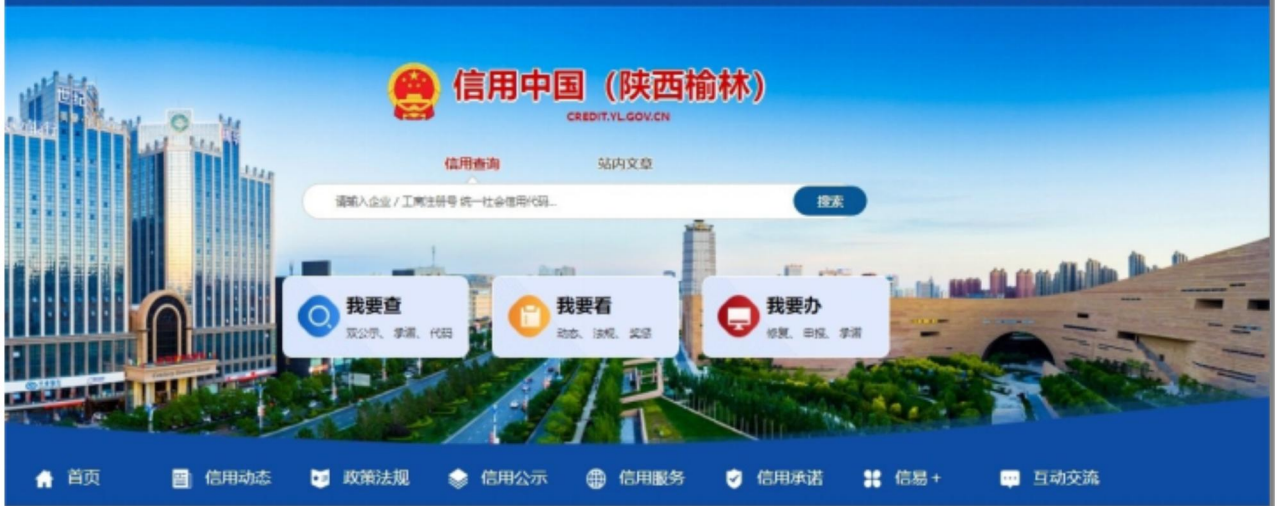 信用中国（陕西榆林）
CREDIT.YL.GOV.CN
信用查询 站内文章
请输入企业 / 工商注册号 统一社会信用代码... 搜索
我要查 我要看 我要办
双公示、承诺、代码 动态、法规、奖惩 修复、申报、承诺
首页 信用动态 政策法规 信用公示 信用服务 信用承诺 信易+ 互动交流